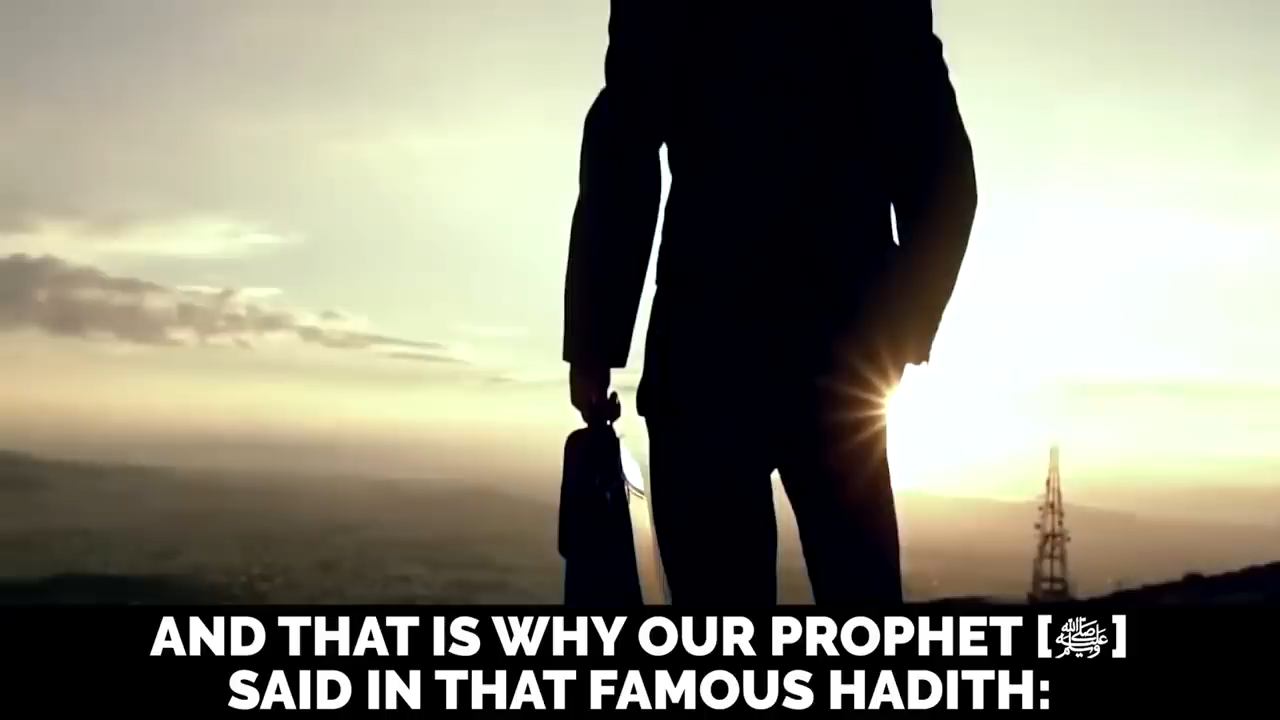 AND THAT IS WHY OUR PROPHET [ﷺ]
SAID IN THAT FAMOUS HADITH: